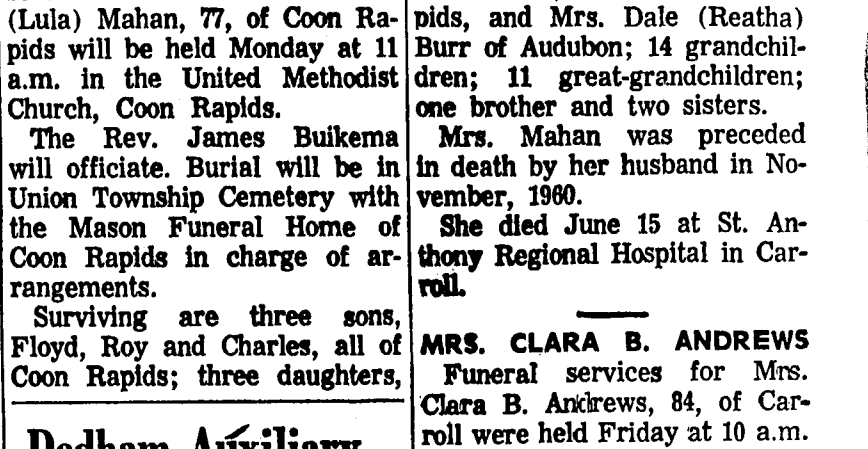 (Lula) Mahan, 77, of Coon Ra-
pids will be held Monday at 11
a.m. in the United Methodist
Church, Coon Rapids.
The Rev. James Buikema
will officiate. Burial will be in
Union Township Cemetery with
the Mason Funeral Home of
Coon Rapids in charge of ar-
rangements.
Surviving are three sons,
Floyd, Roy and Charles, all of
Coon Rapids; three daughters,
Dedham Auxiliary
pids, and Mrs. Dale (Reatha)
Burr of Audubon; 14 grandchil-
dren; 11 great-grandchildren;
one brother and two sisters.
Mrs. Mahan was preceded
in death by her husband in No-
vember, 1960.
She died June 15 at St. An-
thony Regional Hospital in Car-
roll.
MRS. CLARA B. ANDREWS
Funeral services for Mrs.
Clara B. Andrews, 84, of Car-
roll were held Friday at 10 a.m.